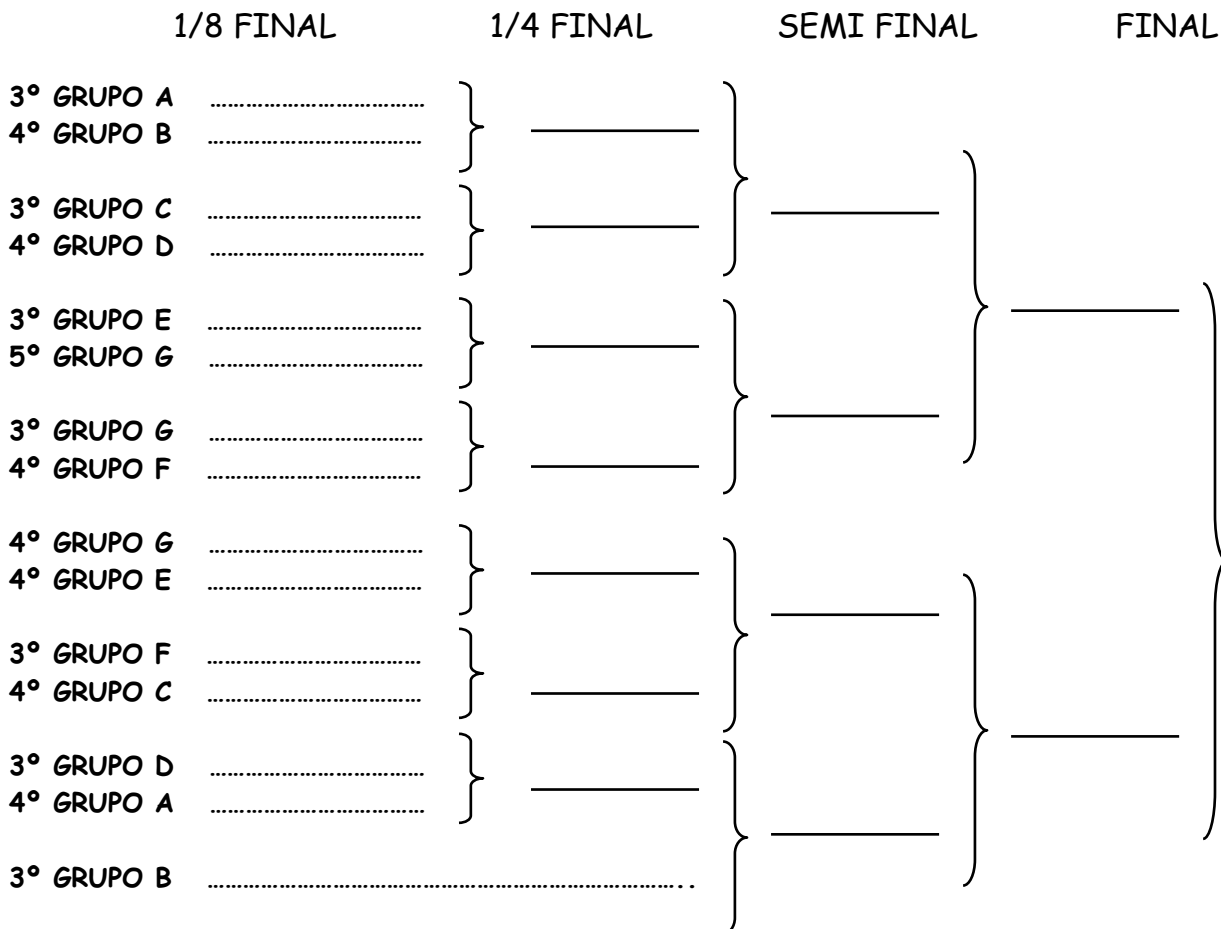 1/8 FINAL 1/4 FINAL SEMI FINAL FINAL
3º GRUPO A ………………………………
4º GRUPO B ………………………………
3º GRUPO C ………………………………
4º GRUPO D ………………………………
3º GRUPO E ………………………………
5º GRUPO G ………………………………
3º GRUPO G ………………………………
4º GRUPO F ………………………………
4º GRUPO G ………………………………
4º GRUPO E ………………………………
3º GRUPO F ………………………………
4º GRUPO C ………………………………
3º GRUPO D ………………………………
4º GRUPO A ………………………………
3º GRUPO B ……………………………………………………………………..